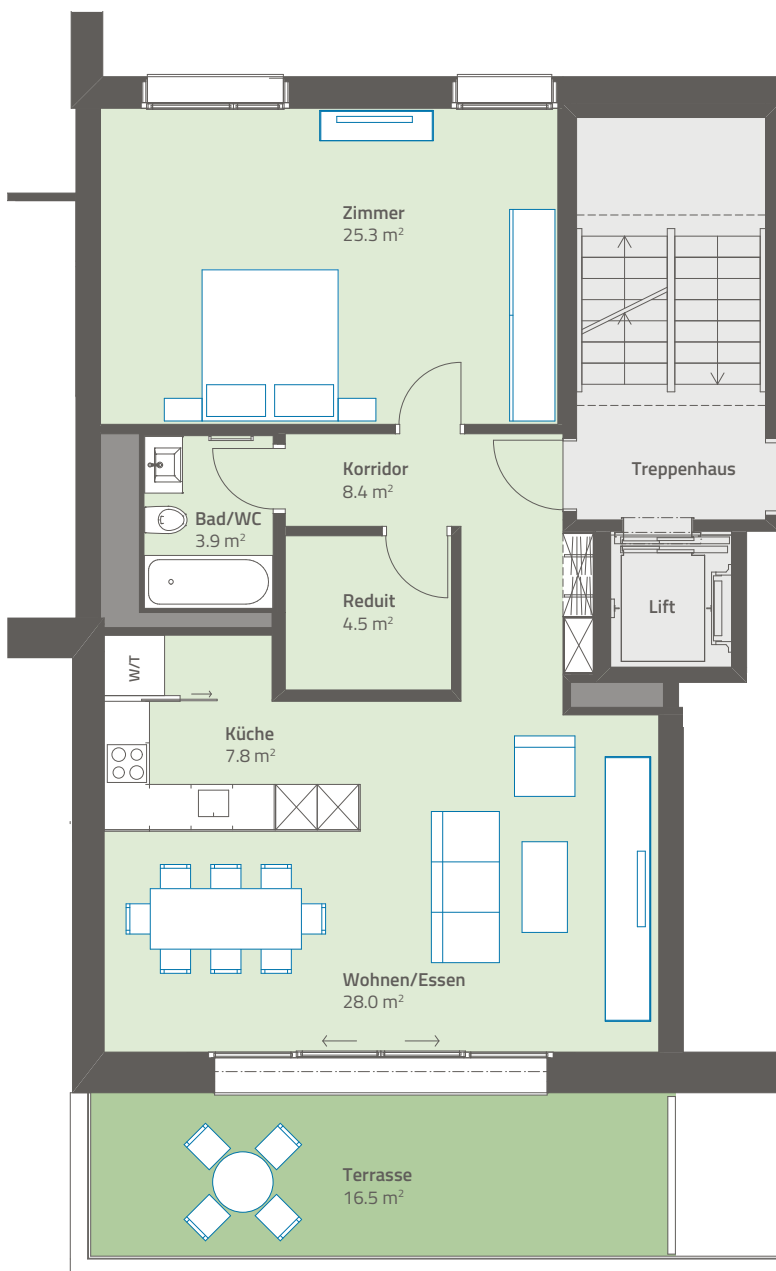 Zimmer
25.3 m²
Korridor
8.4 m²
Treppenhaus
Bad/WC
3.9 m²
Reduit
4.5 m²
Lift
W/T
Küche
7.8 m²
Wohnen/Essen
28.0 m²
Terrasse
16.5 m²